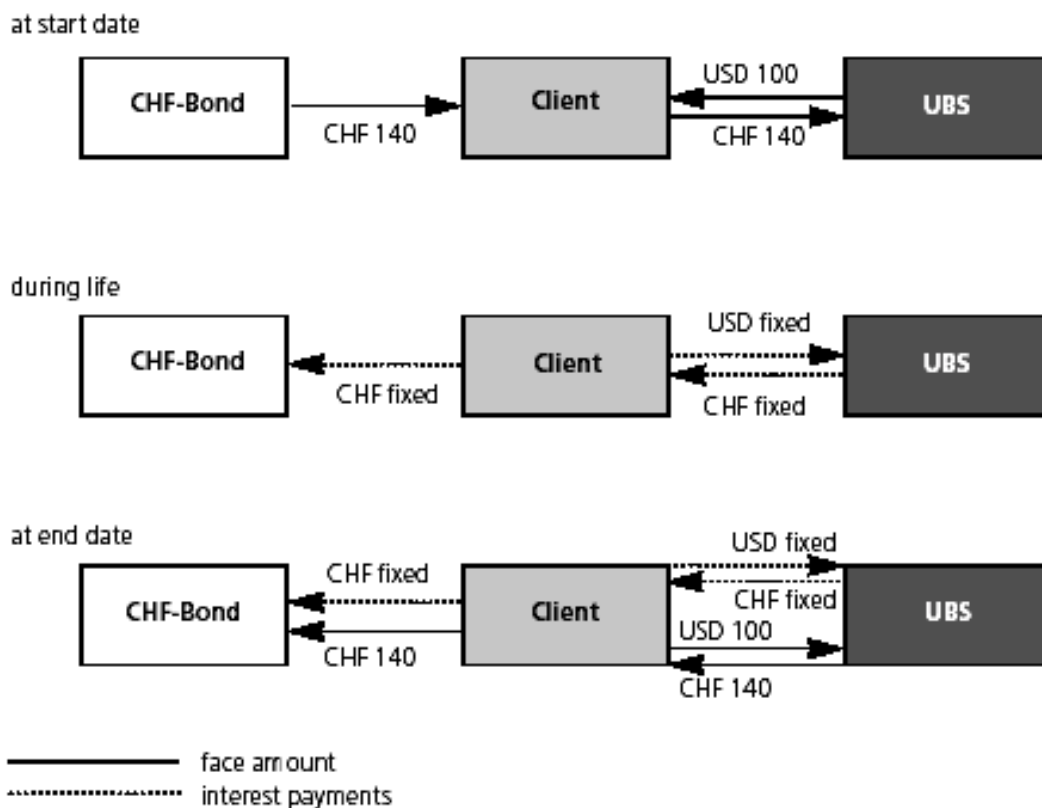 at start date
CHF-Bond
CHF 140
Client
USD 100
CHF 140
UBS
during life
CHF-Bond
CHF fixed
Client
USD fixed
CHF fixed
UBS
at end date
CHF-Bond
CHF fixed
CHF 140
Client
USD fixed
CHF fixed
USD 100
CHF 140
UBS
face amount
interest payments